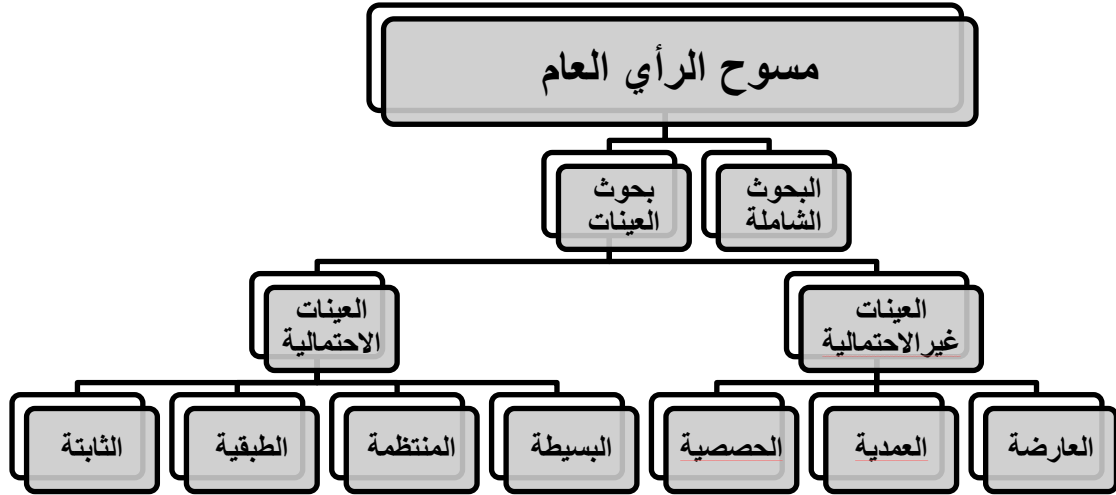 مسوح الرأي العام
البحوث
الشاملة
بحوث
العينات
العينات
غيرالاحتمالية
العينات
الاحتمالية
العارضة
العمدية
الحصصية
البسيطة
المنتظمة
الطبقية
الثابتة